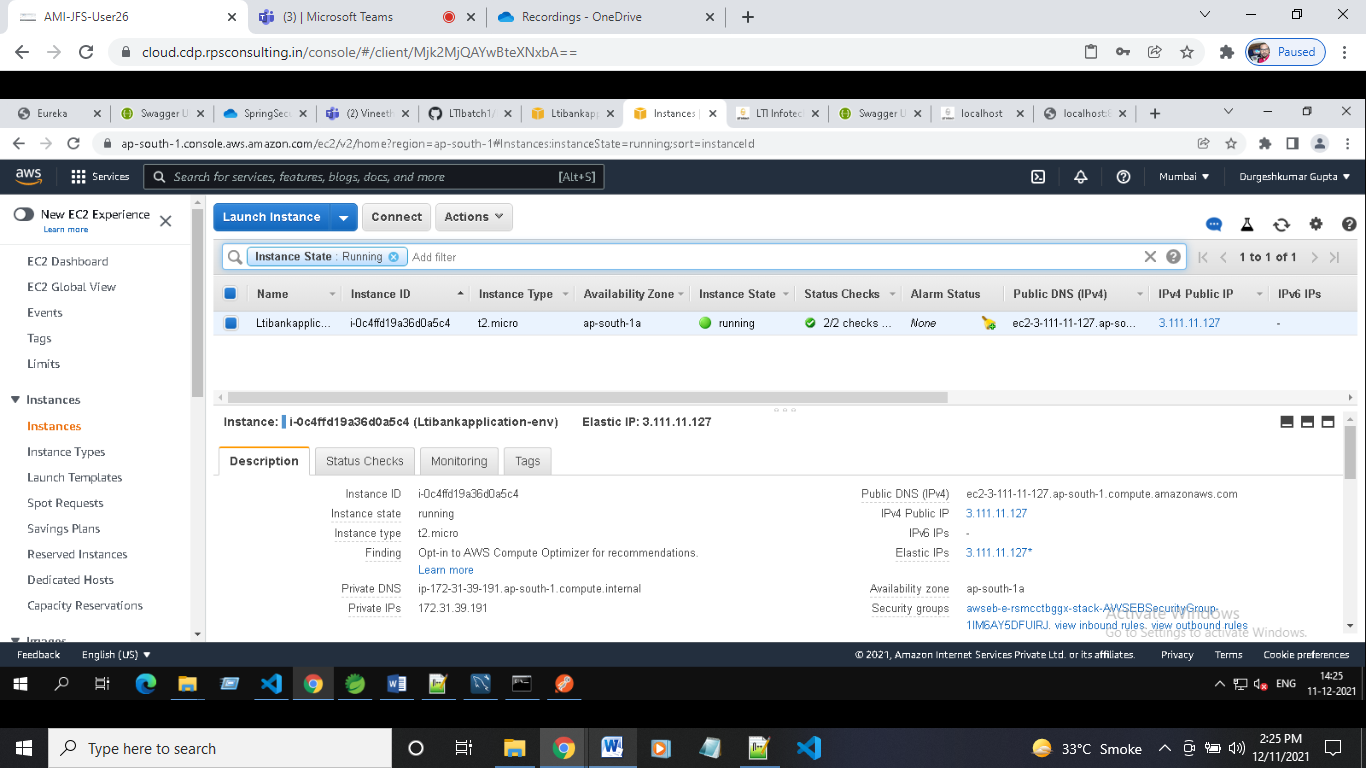 AMI-JFS-User26
(3) | Microsoft Teams
Recordings - OneDrive
cloud.cdp.rpsconsulting.in/console/#/client/Mjk2MjQAYwBteXNxbA==
Paused
Eureka
Swagger U
SpringSec
(2) Vineeth
LTIbatch1/
Ltibankapp
Instances
LTI Infotec
Swagger U
localhost
localhost:8
ap-south-1.console.aws.amazon.com/ec2/v2/home?region=ap-south-1#Instances:instanceState=running;sort=instanceId
aws
Services
Search for services, features, blogs, docs, and more
[Alt+S]
Mumbai
Durgeshkumar Gupta
New EC2 Experience
Learn more
EC2 Dashboard
EC2 Global View
Events
Tags
Limits
Instances
Instances
Instance Types
Launch Templates
Spot Requests
Savings Plans
Reserved Instances
Dedicated Hosts
Capacity Reservations
Images
Launch Instance
Connect
Actions
Instance State : Running
Add filter
1 to 1 of 1
Name Instance ID Instance Type Availability Zone Instance State Status Checks Alarm Status Public DNS (IPv4) IPv4 Public IP IPv6 IPs
Ltibankapplic... i-0c4ffd19a36d0a5c4 t2.micro ap-south-1a running 2/2 checks ... None ec2-3-111-11-127.ap-so... 3.111.11.127 -
Instance: i-0c4ffd19a36d0a5c4 (Ltibankapplication-env) Elastic IP: 3.111.11.127
Description
Status Checks
Monitoring
Tags
Instance ID i-0c4ffd19a36d0a5c4
Instance state running
Instance type t2.micro
Finding Opt-in to AWS Compute Optimizer for recommendations.
Learn more
Private DNS ip-172-31-39-191.ap-south-1.compute.internal
Private IPs 172.31.39.191
Public DNS (IPv4) ec2-3-111-11-127.ap-south-1.compute.amazonaws.com
IPv4 Public IP 3.111.11.127
IPv6 IPs -
Elastic IPs 3.111.11.127*
Availability zone ap-south-1a
Security groups awseb-e-rsmcctbggx-stack-AWSEBSecurityGroup-
1IM6AY5DFUIRJ. view inbound rules. view outbound rules
Activate Windows
Go to Settings to activate Windows.
Feedback
English (US)
© 2021, Amazon Internet Services Private Ltd. or its affiliates.
Privacy
Terms
Cookie preferences
ENG
14:25
11-12-2021
Type here to search
33°C Smoke
2:25 PM
12/11/2021